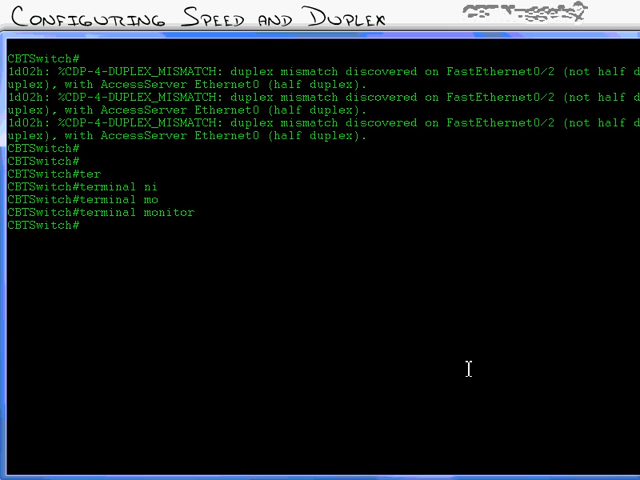 Configuring Speed and Duplex
CBTSwitch#
1d02h: %CDP-4-DUPLEX_MISMATCH: duplex mismatch discovered on FastEthernet0/2 (not half d
uplex), with AccessServer Ethernet0 (half duplex).
1d02h: %CDP-4-DUPLEX_MISMATCH: duplex mismatch discovered on FastEthernet0/2 (not half d
uplex), with AccessServer Ethernet0 (half duplex).
1d02h: %CDP-4-DUPLEX_MISMATCH: duplex mismatch discovered on FastEthernet0/2 (not half d
uplex), with AccessServer Ethernet0 (half duplex).
CBTSwitch#
CBTSwitch#
CBTSwitch#ter
CBTSwitch#terminal ni
CBTSwitch#terminal mo
CBTSwitch#terminal monitor
CBTSwitch#